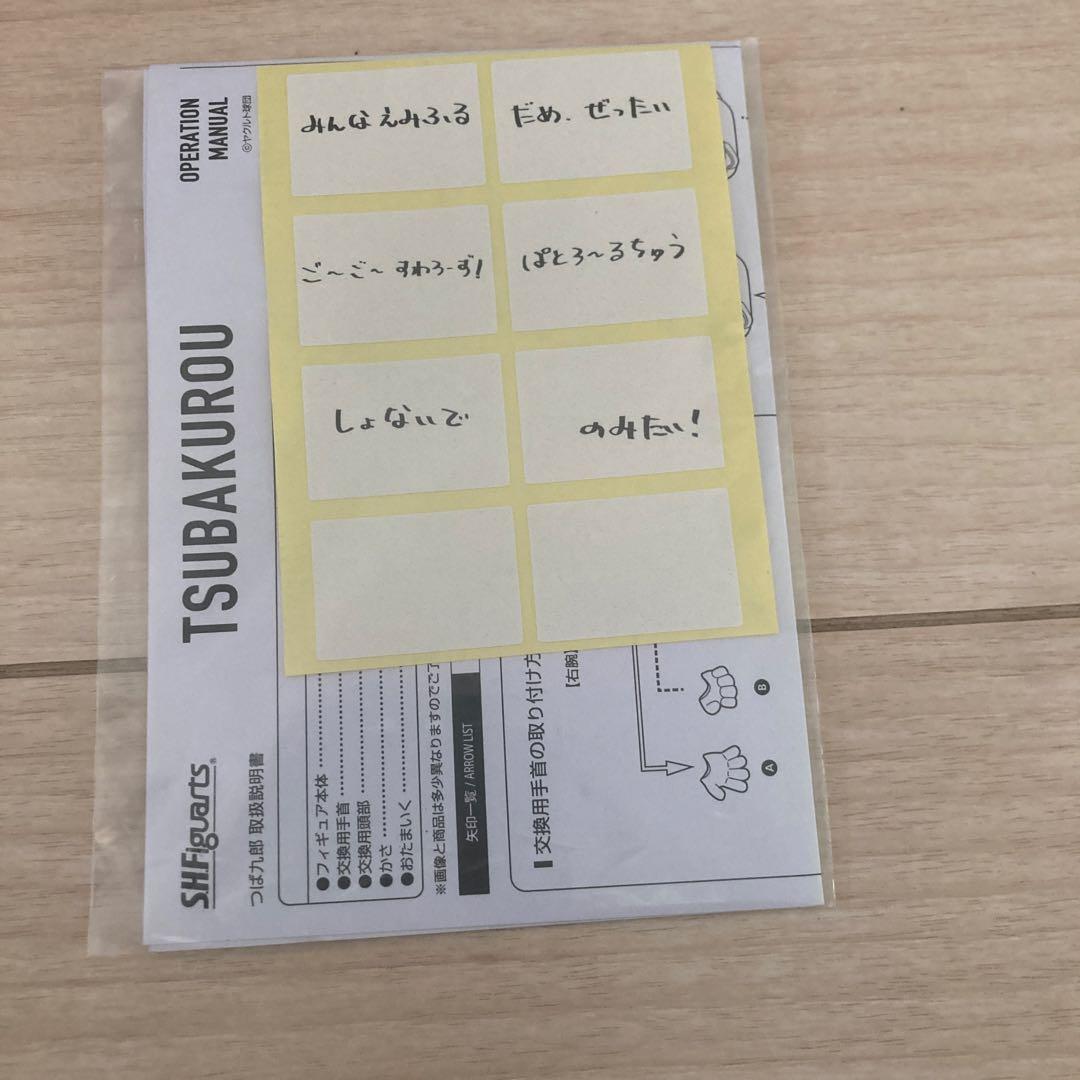 みんなえみふる
だめ、ぜったい
ご〜ご〜すわろーず!
ぱとろ〜るちゅう
しょないで
のみたい!
S.H.Figuarts
つば九郎 取扱説明書
TSUBAKUROU
OPERATION
MANUAL
©ヤクルト球団
●フィギュア本体
●交換用手首
●交換用頭部
●かさ
●おたまいく
※画像と商品は多少異なりますのでご了
矢印一覧 / ARROW LIST
交換用手首の取り付け方
【右腕】
A
B